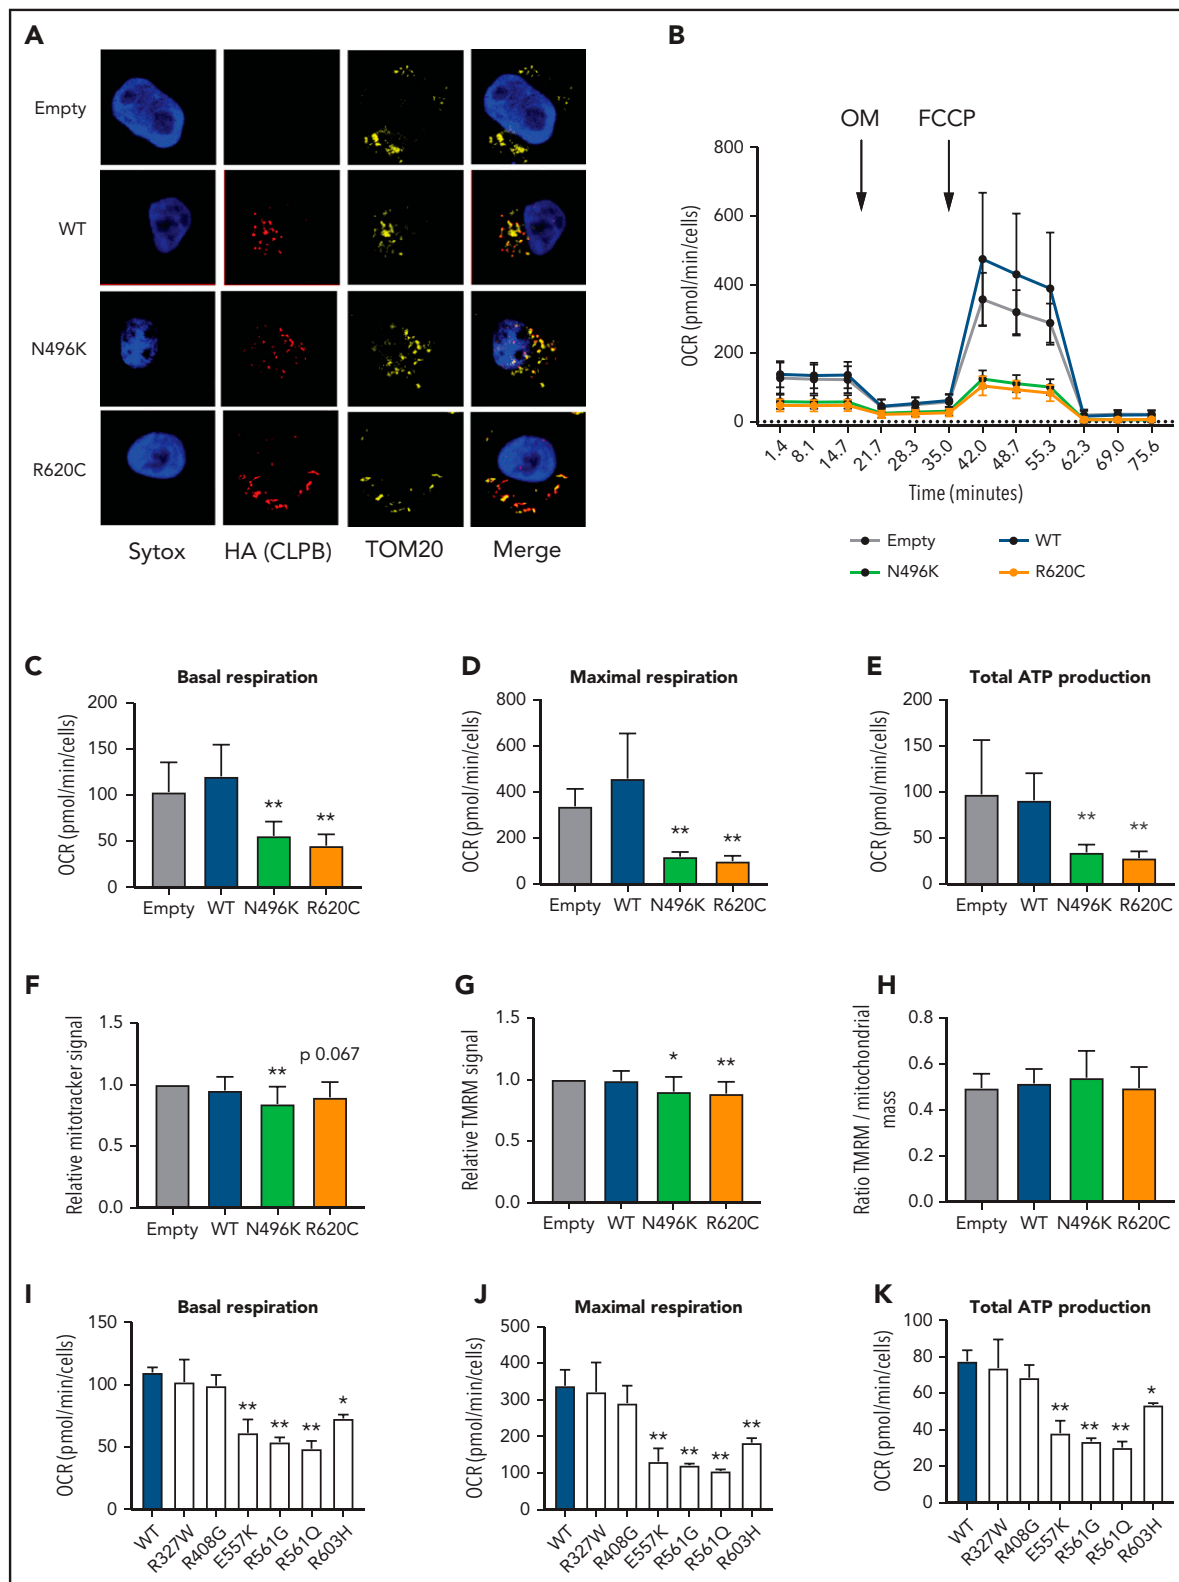 A
Empty
WT
N496K
R620C
Sytox HA (CLPB) TOM20 Merge
B
OM FCCP
OCR (pmol/min/cells)
800
600
400
200
0
1.4 8.1 14.7 21.7 28.3 35.0 42.0 48.7 55.3 62.3 69.0 75.6
Time (minutes)
Empty WT
N496K R620C
C
Basal respiration
OCR (pmol/min/cells)
200
150
100
50
0
** **
Empty WT N496K R620C
D
Maximal respiration
OCR (pmol/min/cells)
800
600
400
200
0
** **
Empty WT N496K R620C
E
Total ATP production
OCR (pmol/min/cells)
200
150
100
50
0
** **
Empty WT N496K R620C
F
Relative mitotracker signal
1.5
1.0
0.5
0.0
** p 0.067
Empty WT N496K R620C
G
Relative TMRM signal
1.5
1.0
0.5
0.0
* **
Empty WT N496K R620C
H
Ratio TMRM / mitochondrial
mass
0.8
0.6
0.4
0.2
0.0
Empty WT N496K R620C
I
Basal respiration
OCR (pmol/min/cells)
150
100
50
0
** ** ** *
WT R327W R408G E557K R561G R561Q R603H
J
Maximal respiration
OCR (pmol/min/cells)
500
400
300
200
100
0
** ** ** **
WT R327W R408G E557K R561G R561Q R603H
K
Total ATP production
OCR (pmol/min/cells)
100
80
60
40
20
0
** ** ** *
WT R327W R408G E557K R561G R561Q R603H